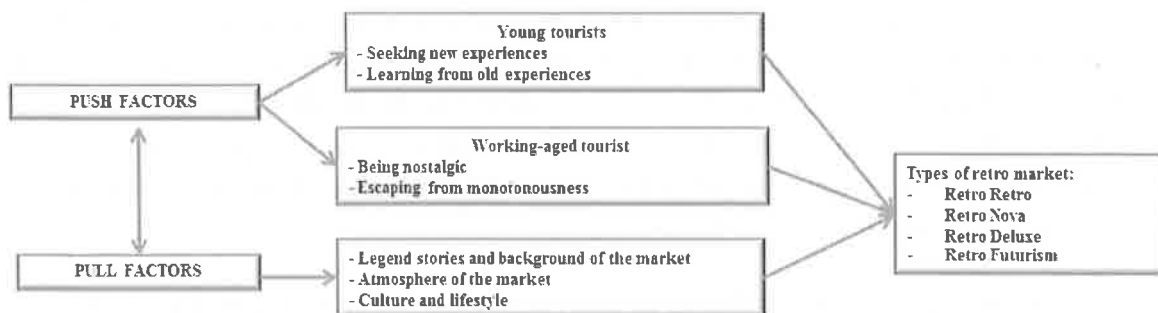 Young tourists
- Seeking new experiences
- Learning from old experiences
PUSH FACTORS
Working-aged tourist
- Being nostalgic
- Escaping from monotonousness
Types of retro market:
- Retro Retro
- Retro Nova
- Retro Deluxe
- Retro Futurism
PULL FACTORS
- Legend stories and background of the market
- Atmosphere of the market
- Culture and lifestyle